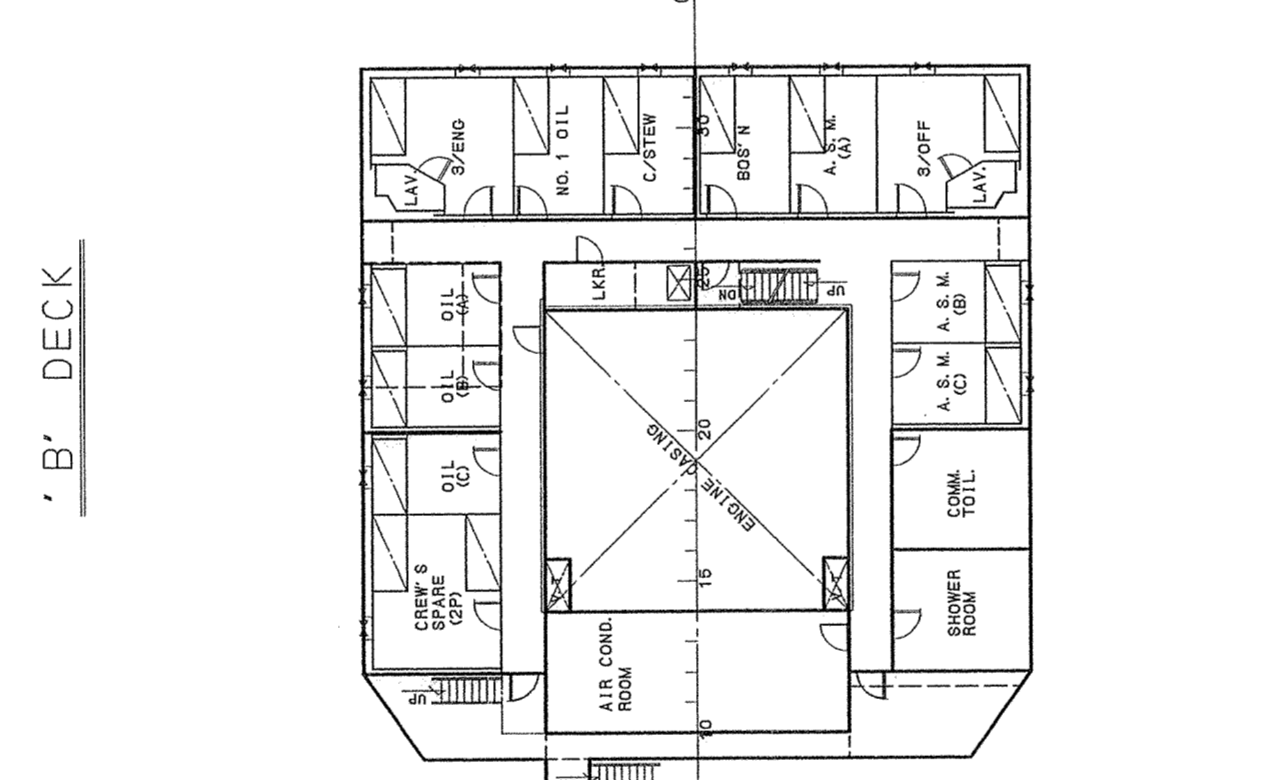 ' B' DECK
3/ENG
LAV.
NO. 1 OIL
C/STEW
30
BOS' N
A. S. M.
(A)
3/OFF
LAV.
OIL
(A)
LKR.
25
DN
UP
A. S. M.
(B)
OIL
(B)
A. S. M.
(C)
20
ENGINE CASING
OIL
(C)
COMM.
TOIL.
15
CREW' S
SPARE
(2P)
SHOWER
ROOM
AIR COND.
ROOM
UP
10